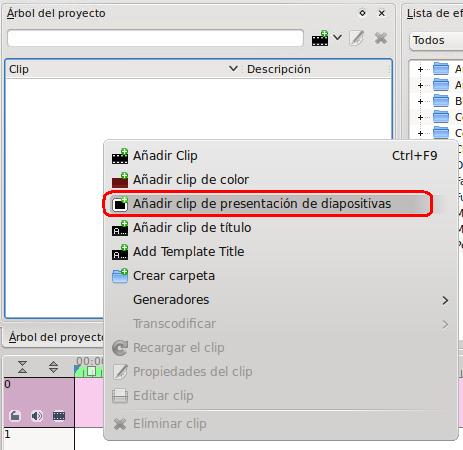 Árbol del proyecto
Lista de ef
Todos
Clip
Descripción
Añadir Clip Ctrl+F9
Añadir clip de color
Añadir clip de presentación de diapositivas
Añadir clip de título
Add Template Title
Crear carpeta
Generadores
Transcodificar
Recargar el clip
Propiedades del clip
Editar clip
Eliminar clip
Árbol del proyecto
00:00
0
1